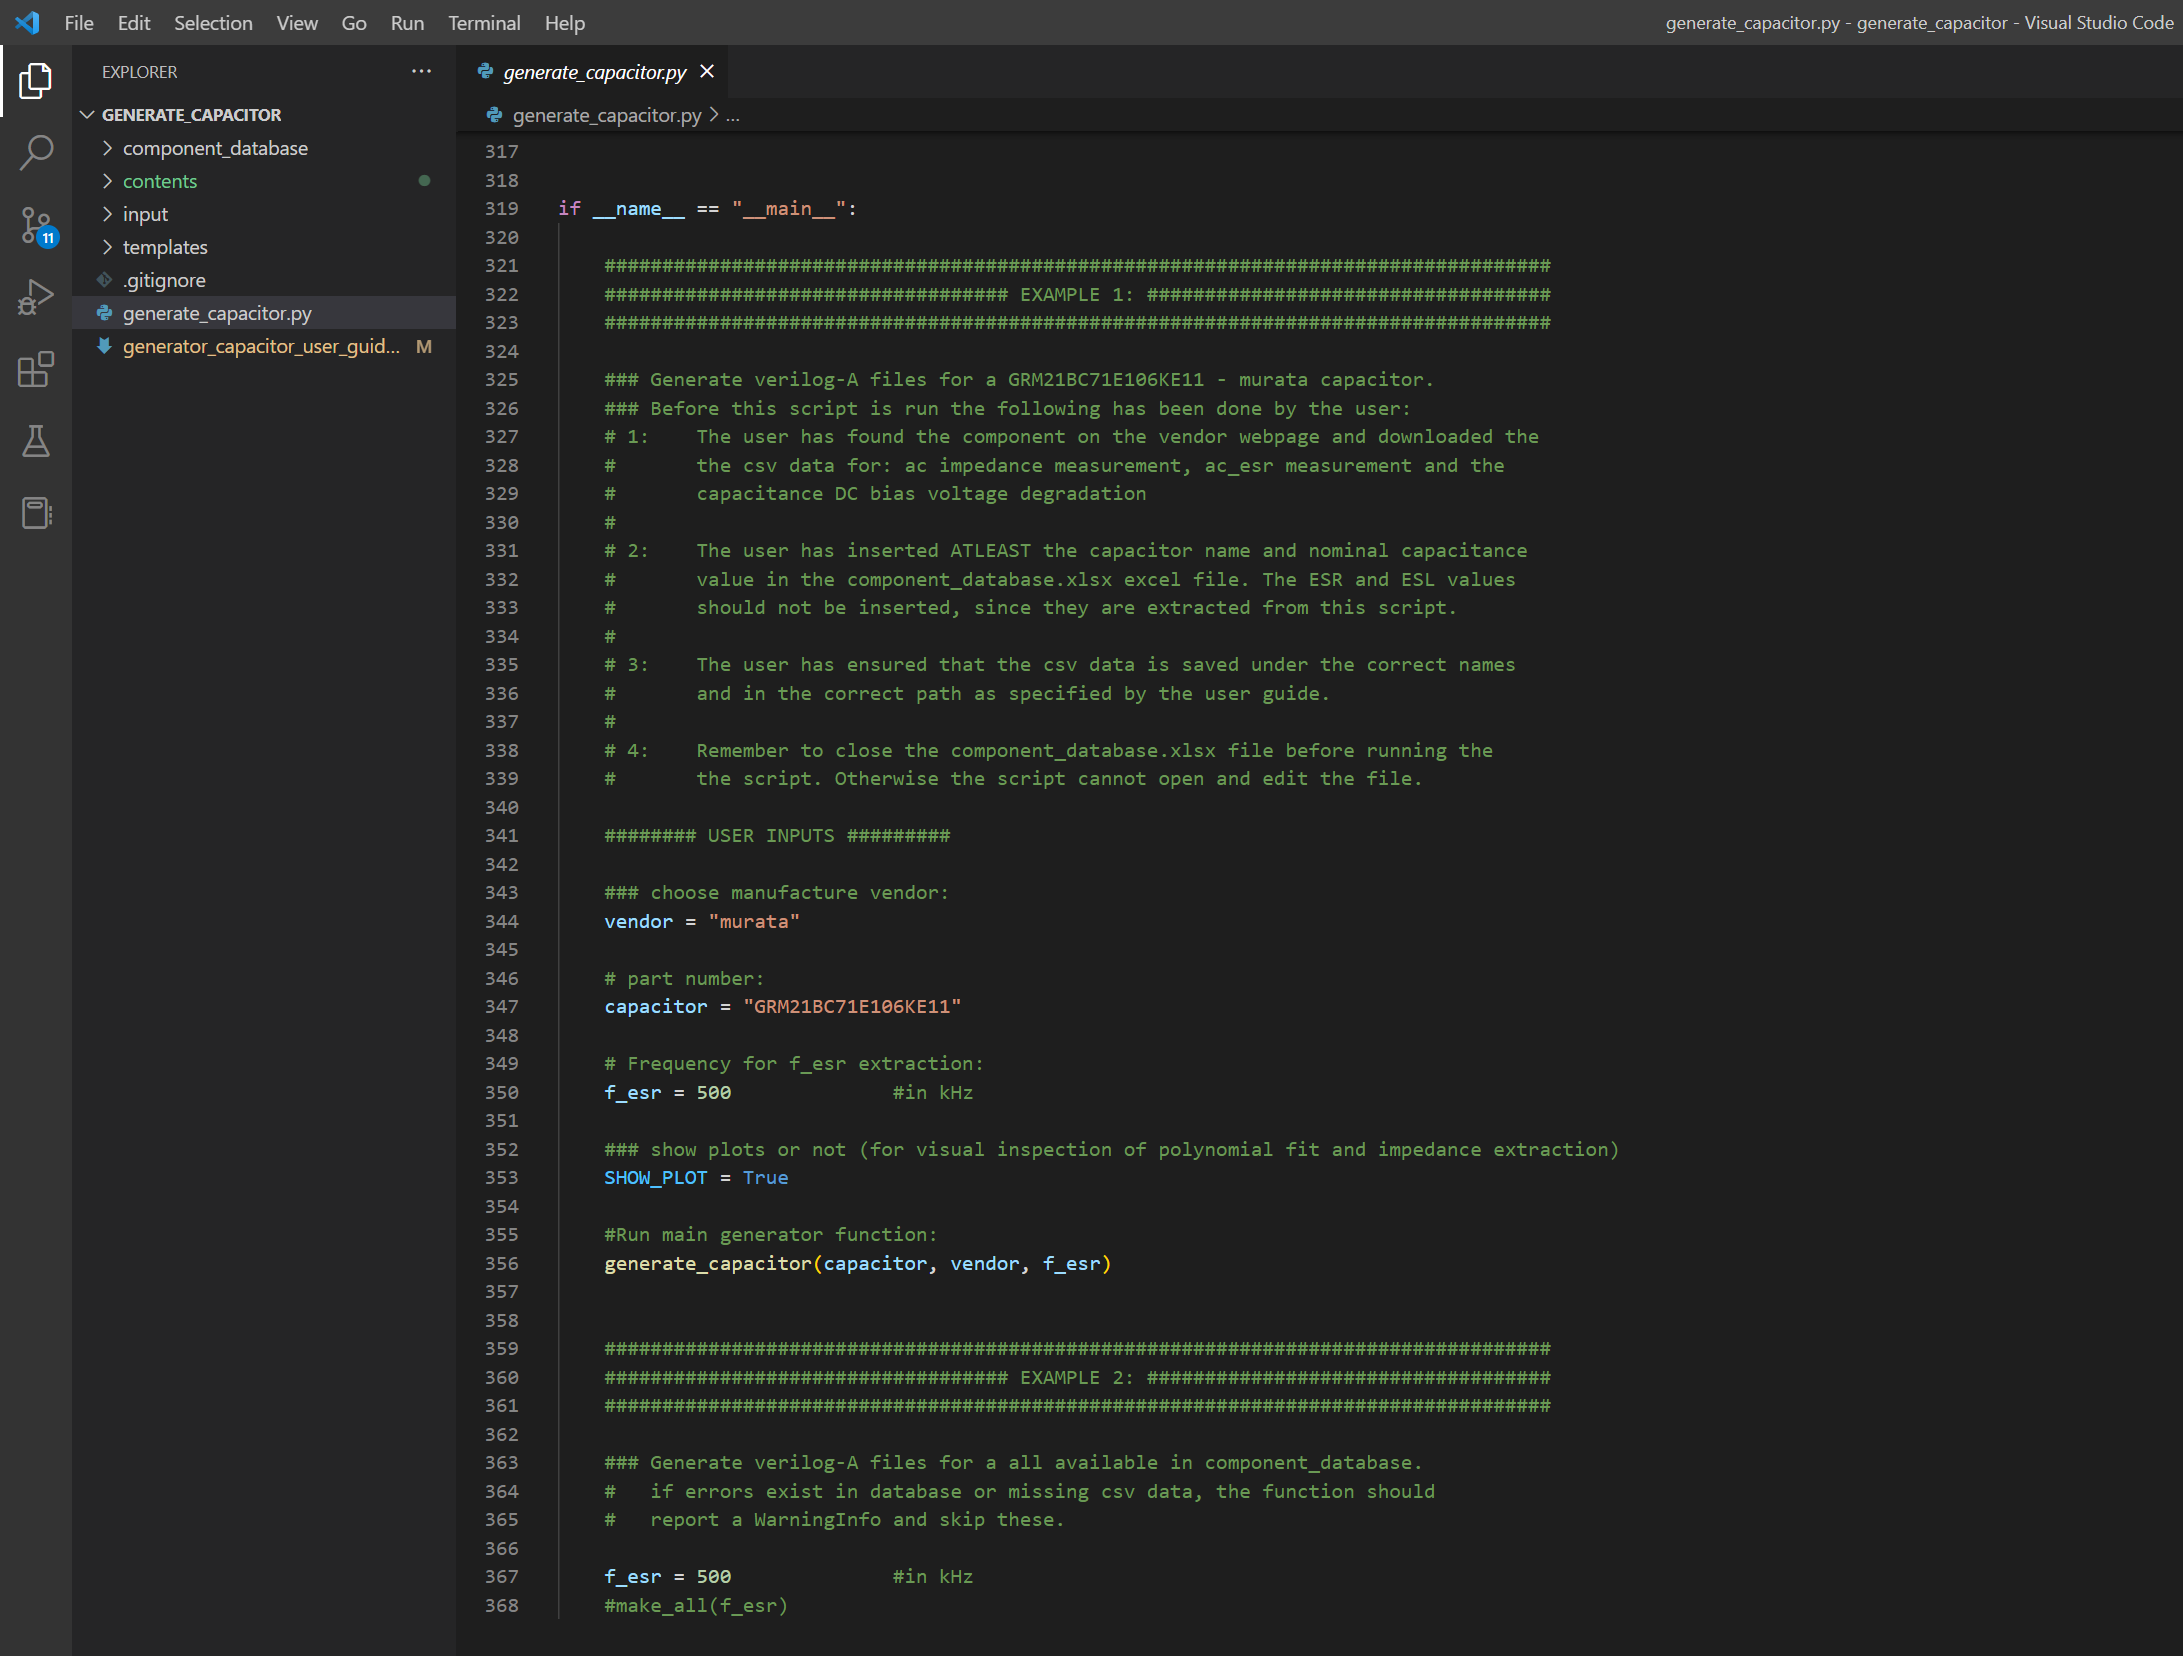 File Edit Selection View Go Run Terminal Help generate_capacitor.py - generate_capacitor - Visual Studio Code
EXPLORER ...
GENERATE_CAPACITOR
component_database
contents
input
templates
.gitignore
generate_capacitor.py
generator_capacitor_user_guid... M
11
generate_capacitor.py
generate_capacitor.py > ...
317
318
319 if __name__ == "__main__":
320
321 ##################################################################################
322 ################################### EXAMPLE 1: ###################################
323 ##################################################################################
324
325 ### Generate verilog-A files for a GRM21BC71E106KE11 - murata capacitor.
326 ### Before this script is run the following has been done by the user:
327 # 1:    The user has found the component on the vendor webpage and downloaded the
328 #       the csv data for: ac impedance measurement, ac_esr measurement and the
329 #       capacitance DC bias voltage degradation
330 #
331 # 2:    The user has inserted ATLEAST the capacitor name and nominal capacitance
332 #       value in the component_database.xlsx excel file. The ESR and ESL values
333 #       should not be inserted, since they are extracted from this script.
334 #
335 # 3:    The user has ensured that the csv data is saved under the correct names
336 #       and in the correct path as specified by the user guide.
337 #
338 # 4:    Remember to close the component_database.xlsx file before running the
339 #       the script. Otherwise the script cannot open and edit the file.
340
341 ######## USER INPUTS #########
342
343 ### choose manufacture vendor:
344 vendor = "murata"
345
346 # part number:
347 capacitor = "GRM21BC71E106KE11"
348
349 # Frequency for f_esr extraction:
350 f_esr = 500              #in kHz
351
352 ### show plots or not (for visual inspection of polynomial fit and impedance extraction)
353 SHOW_PLOT = True
354
355 #Run main generator function:
356 generate_capacitor(capacitor, vendor, f_esr)
357
358
359 ##################################################################################
360 ################################### EXAMPLE 2: ###################################
361 ##################################################################################
362
363 ### Generate verilog-A files for a all available in component_database.
364 #   if errors exist in database or missing csv data, the function should
365 #   report a WarningInfo and skip these.
366
367 f_esr = 500              #in kHz
368 #make_all(f_esr)